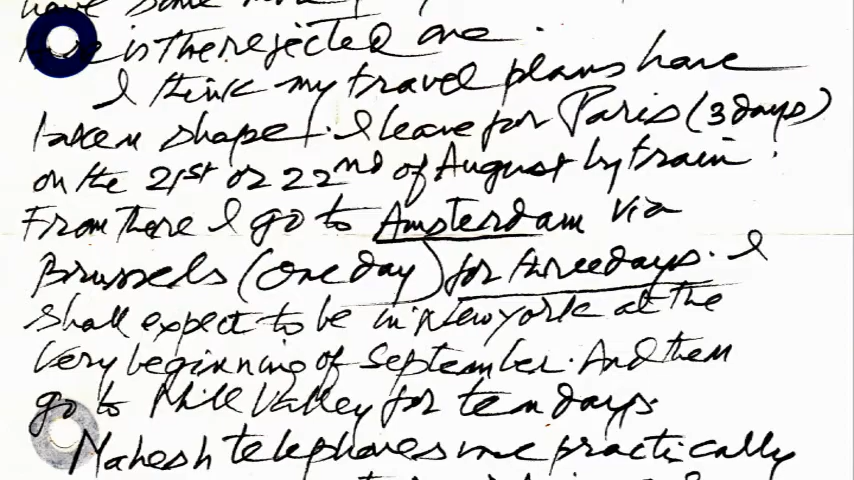 have some more
is the rejected one.
I think my travel plans have
taken shape. I leave for Paris (3 days)
on the 21st or 22nd of August by train.
From there I go to Amsterdam via
Brussels (one day) for three days. I
shall expect to be in New York at the
very beginning of September. And then
go to Mill Valley for ten days.
Mahesh telephones me practically